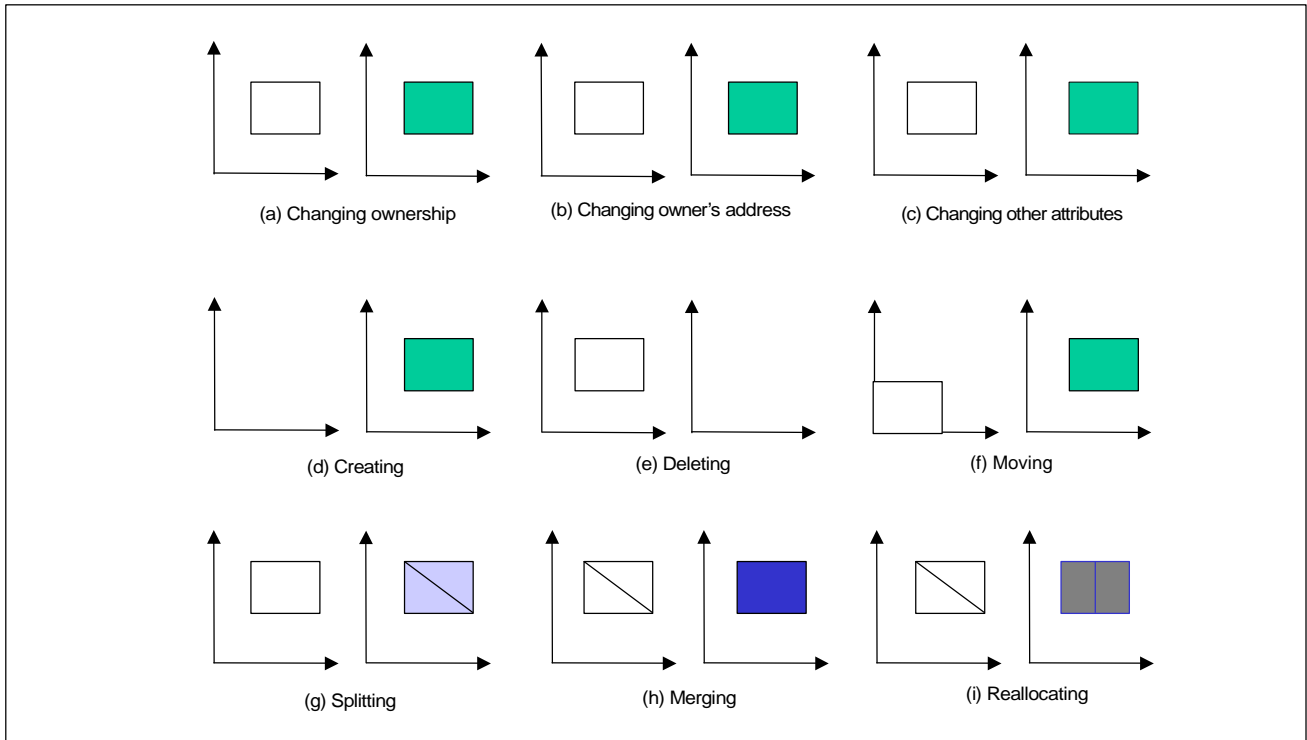 (a) Changing ownership
(b) Changing owner's address
(c) Changing other attributes
(d) Creating
(e) Deleting
(f) Moving
(g) Splitting
(h) Merging
(i) Reallocating